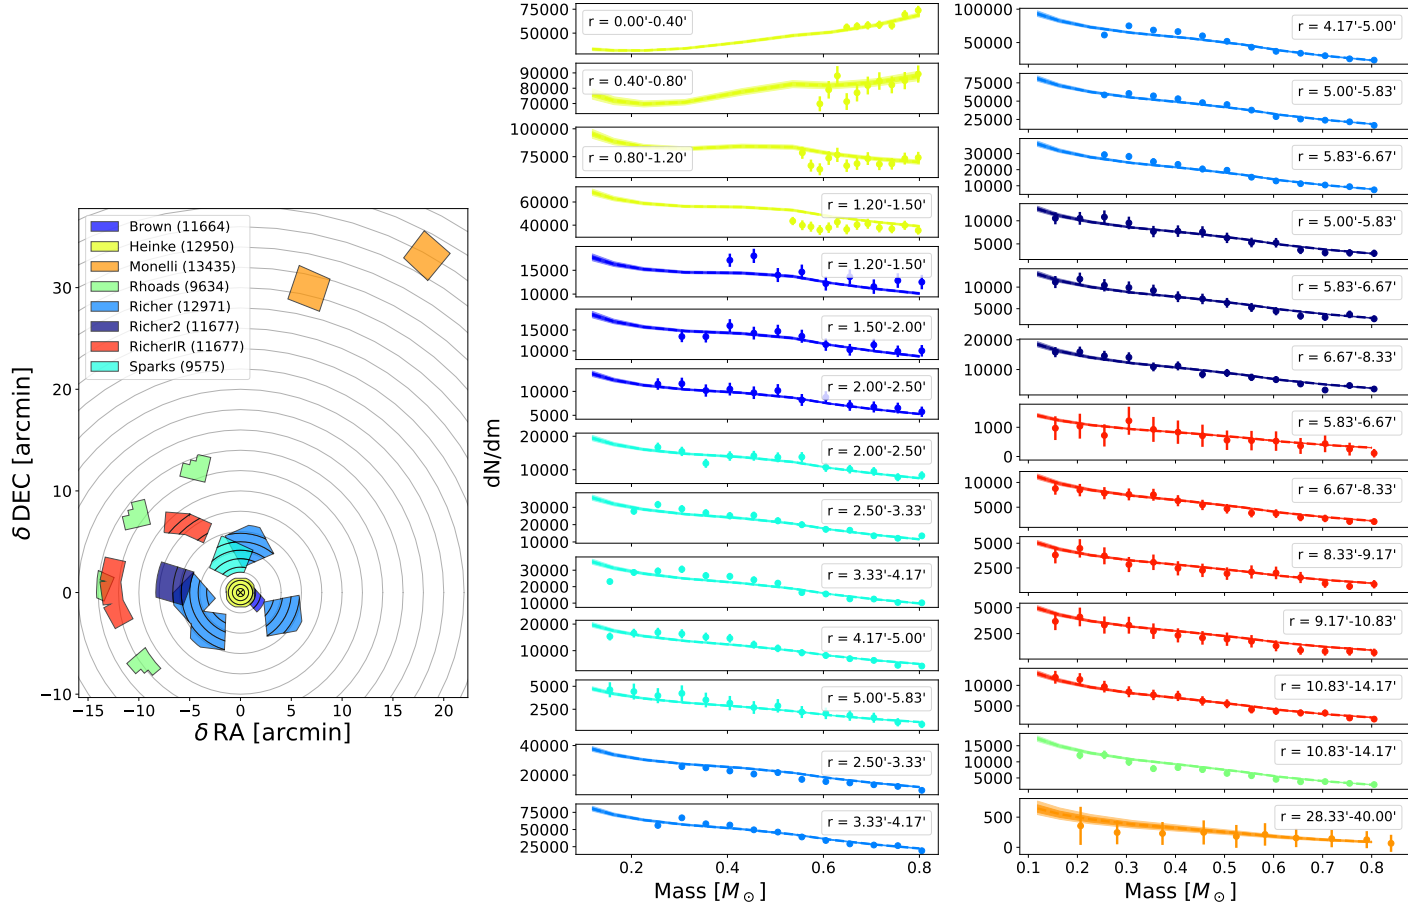 Brown (11664)
Heinke (12950)
Monelli (13435)
Rhoads (9634)
Richer (12971)
Richer2 (11677)
RicherIR (11677)
Sparks (9575)
30
20
10
0
−10
−15
−10
−5
0
5
10
15
20
δ DEC [arcmin]
δ RA [arcmin]
dN/dm
75000
50000
r = 0.00'-0.40'
90000
80000
70000
r = 0.40'-0.80'
100000
75000
r = 0.80'-1.20'
60000
40000
r = 1.20'-1.50'
15000
10000
r = 1.20'-1.50'
15000
10000
r = 1.50'-2.00'
10000
5000
r = 2.00'-2.50'
20000
10000
r = 2.00'-2.50'
30000
20000
10000
r = 2.50'-3.33'
30000
20000
10000
r = 3.33'-4.17'
20000
10000
r = 4.17'-5.00'
5000
2500
r = 5.00'-5.83'
40000
20000
r = 2.50'-3.33'
75000
50000
25000
r = 3.33'-4.17'
0.2
0.4
0.6
0.8
Mass [M⊙]
100000
50000
r = 4.17'-5.00'
75000
50000
25000
r = 5.00'-5.83'
30000
20000
10000
r = 5.83'-6.67'
10000
5000
r = 5.00'-5.83'
10000
5000
r = 5.83'-6.67'
20000
10000
r = 6.67'-8.33'
1000
0
r = 5.83'-6.67'
10000
5000
r = 6.67'-8.33'
5000
2500
r = 8.33'-9.17'
5000
2500
r = 9.17'-10.83'
10000
5000
r = 10.83'-14.17'
15000
10000
5000
r = 10.83'-14.17'
500
0
r = 28.33'-40.00'
0.1
0.2
0.3
0.4
0.5
0.6
0.7
0.8
Mass [M⊙]